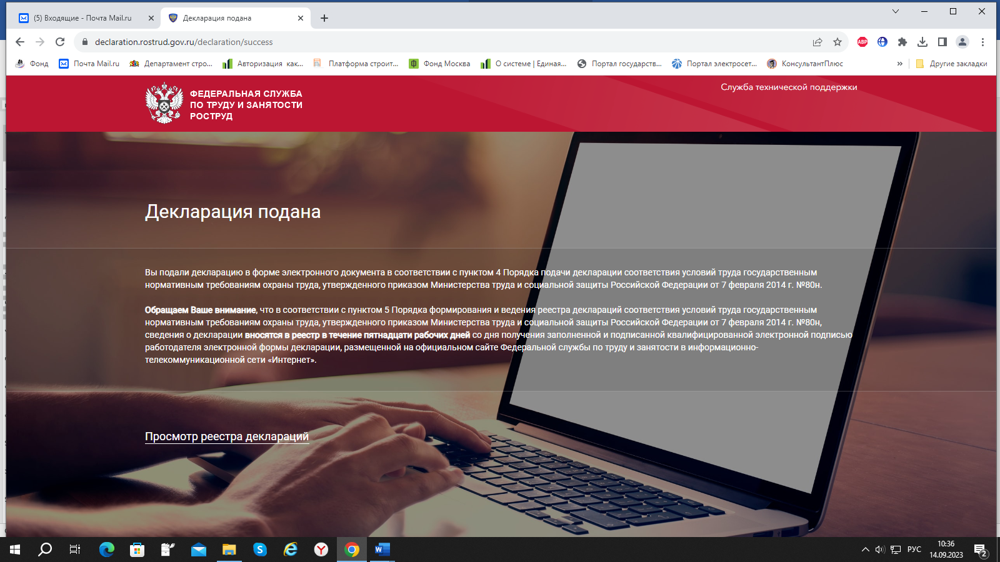 (5) Входящие - Почта Mail.ru
Декларация подана
declaration.rostrud.gov.ru/declaration/success
ABP
Фонд
Почта Mail.ru
Департамент стро...
Авторизация как...
Платформа строит...
Фонд Москва
О системе | Единая...
Портал государств...
Портал электросет...
КонсультантПлюс
»
Другие закладки
ФЕДЕРАЛЬНАЯ СЛУЖБА
ПО ТРУДУ И ЗАНЯТОСТИ
РОСТРУД
Служба технической поддержки
Декларация подана
Вы подали декларацию в форме электронного документа в соответствии с пунктом 4 Порядка подачи декларации соответствия условий труда государственным
нормативным требованиям охраны труда, утвержденного приказом Министерства труда и социальной защиты Российской Федерации от 7 февраля 2014 г. №80н.
Обращаем Ваше внимание, что в соответствии с пунктом 5 Порядка формирования и ведения реестра деклараций соответствия условий труда государственным
нормативным требованиям охраны труда, утвержденного приказом Министерства труда и социальной защиты Российской Федерации от 7 февраля 2014 г. №80н,
сведения о декларации вносятся в реестр в течение пятнадцати рабочих дней со дня получения заполненной и подписанной квалифицированной электронной подписью
работодателя электронной формы декларации, размещенной на официальном сайте Федеральной службы по труду и занятости в информационно-
телекоммуникационной сети «Интернет».
Просмотр реестра деклараций
РУС
10:36
14.09.2023
2